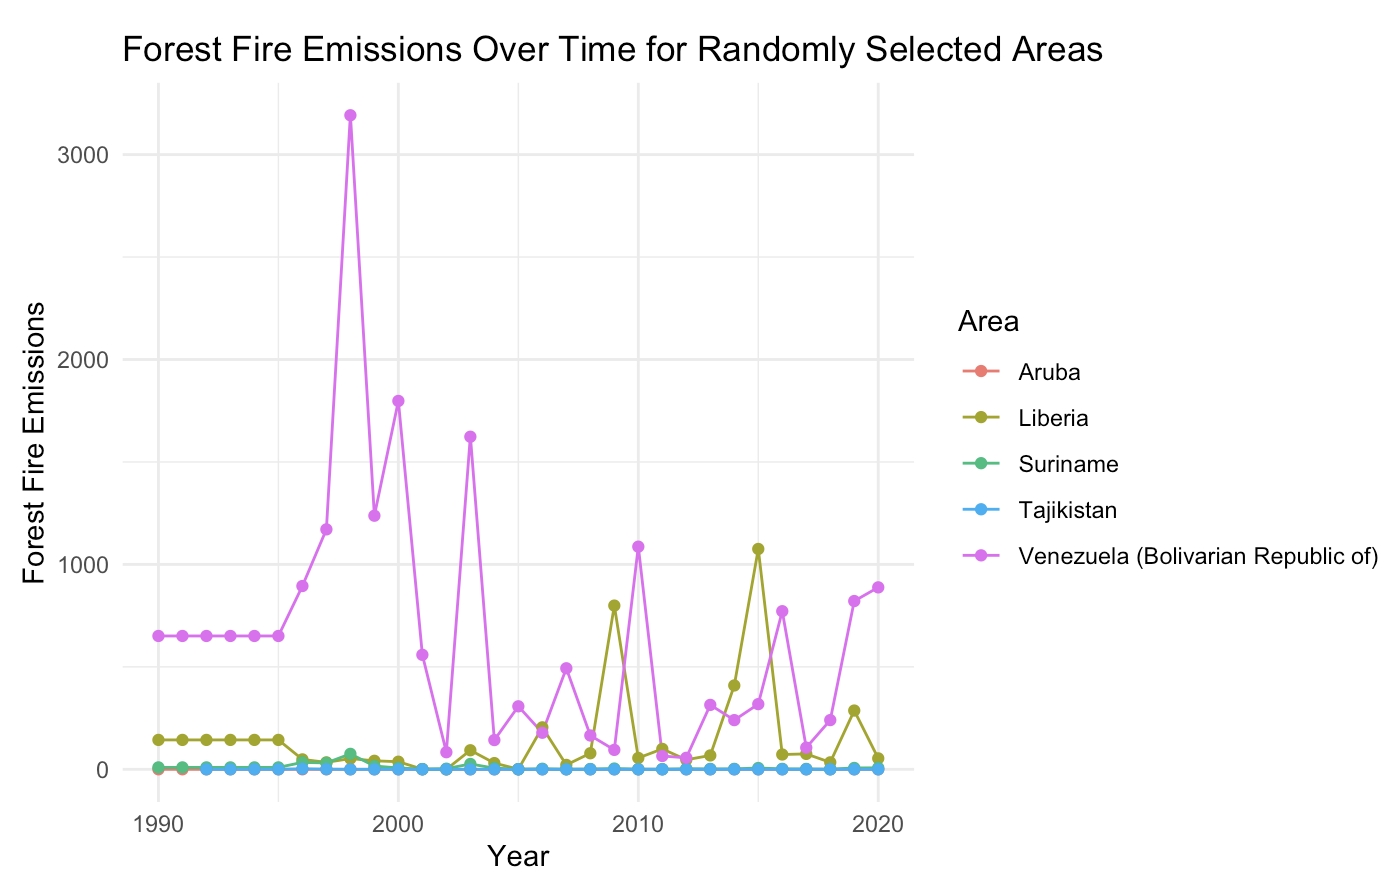 Forest Fire Emissions Over Time for Randomly Selected Areas
Forest Fire Emissions
3000
2000
1000
0
1990
2000
2010
2020
Year
Area
Aruba
Liberia
Suriname
Tajikistan
Venezuela (Bolivarian Republic of)